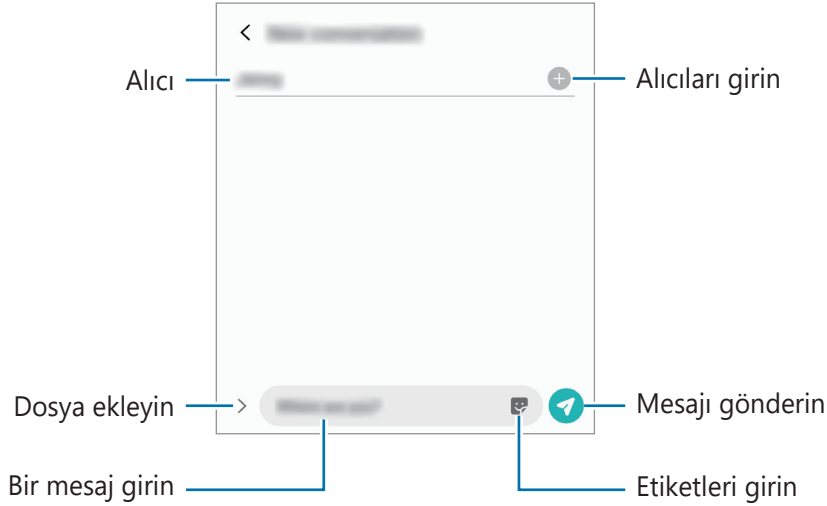 Alıcı
Alıcıları girin
Dosya ekleyin
Mesajı gönderin
Bir mesaj girin
Etiketleri girin